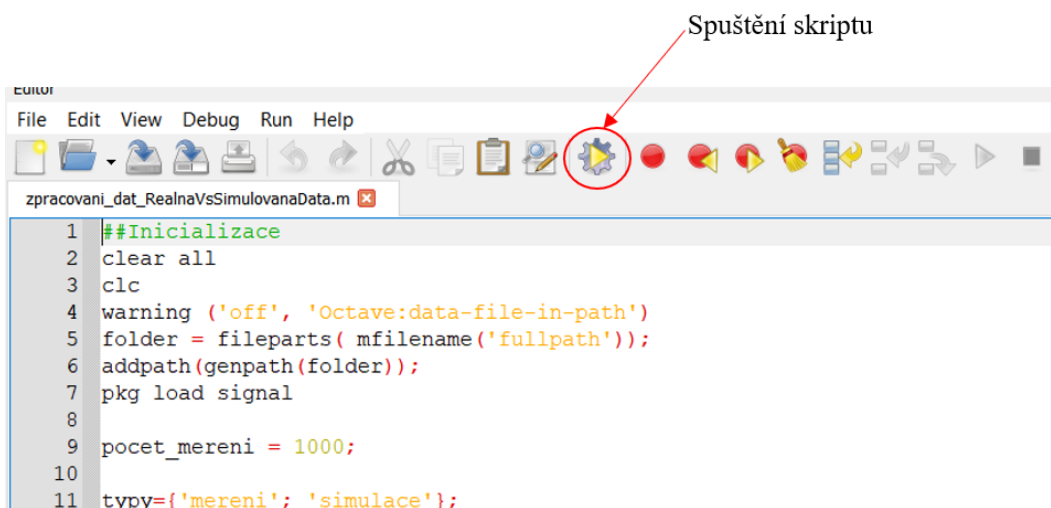 Spuštění skriptu
Editor
File Edit View Debug Run Help
zpracovani_dat_RealnaVsSimulovanaData.m
1 ##Inicializace
2 clear all
3 clc
4 warning ('off', 'Octave:data-file-in-path')
5 folder = fileparts( mfilename('fullpath'));
6 addpath(genpath(folder));
7 pkg load signal
8
9 pocet_mereni = 1000;
10
11 typy={'mereni'; 'simulace'};